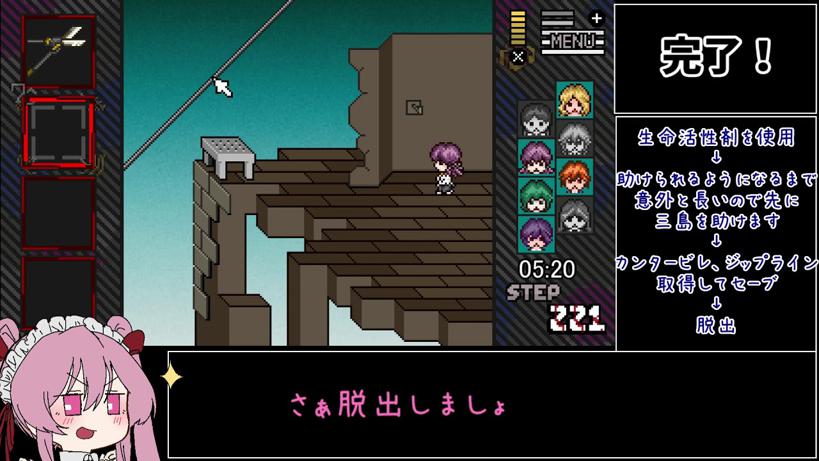 MENU
完了！
生命活性剤を使用
↓
助けられるようになるまで
意外と長いので先に
三島を助けます
↓
カンタービレ、ジップライン
取得してセーブ
↓
脱出
05:20
STEP
221
さぁ脱出しましょ